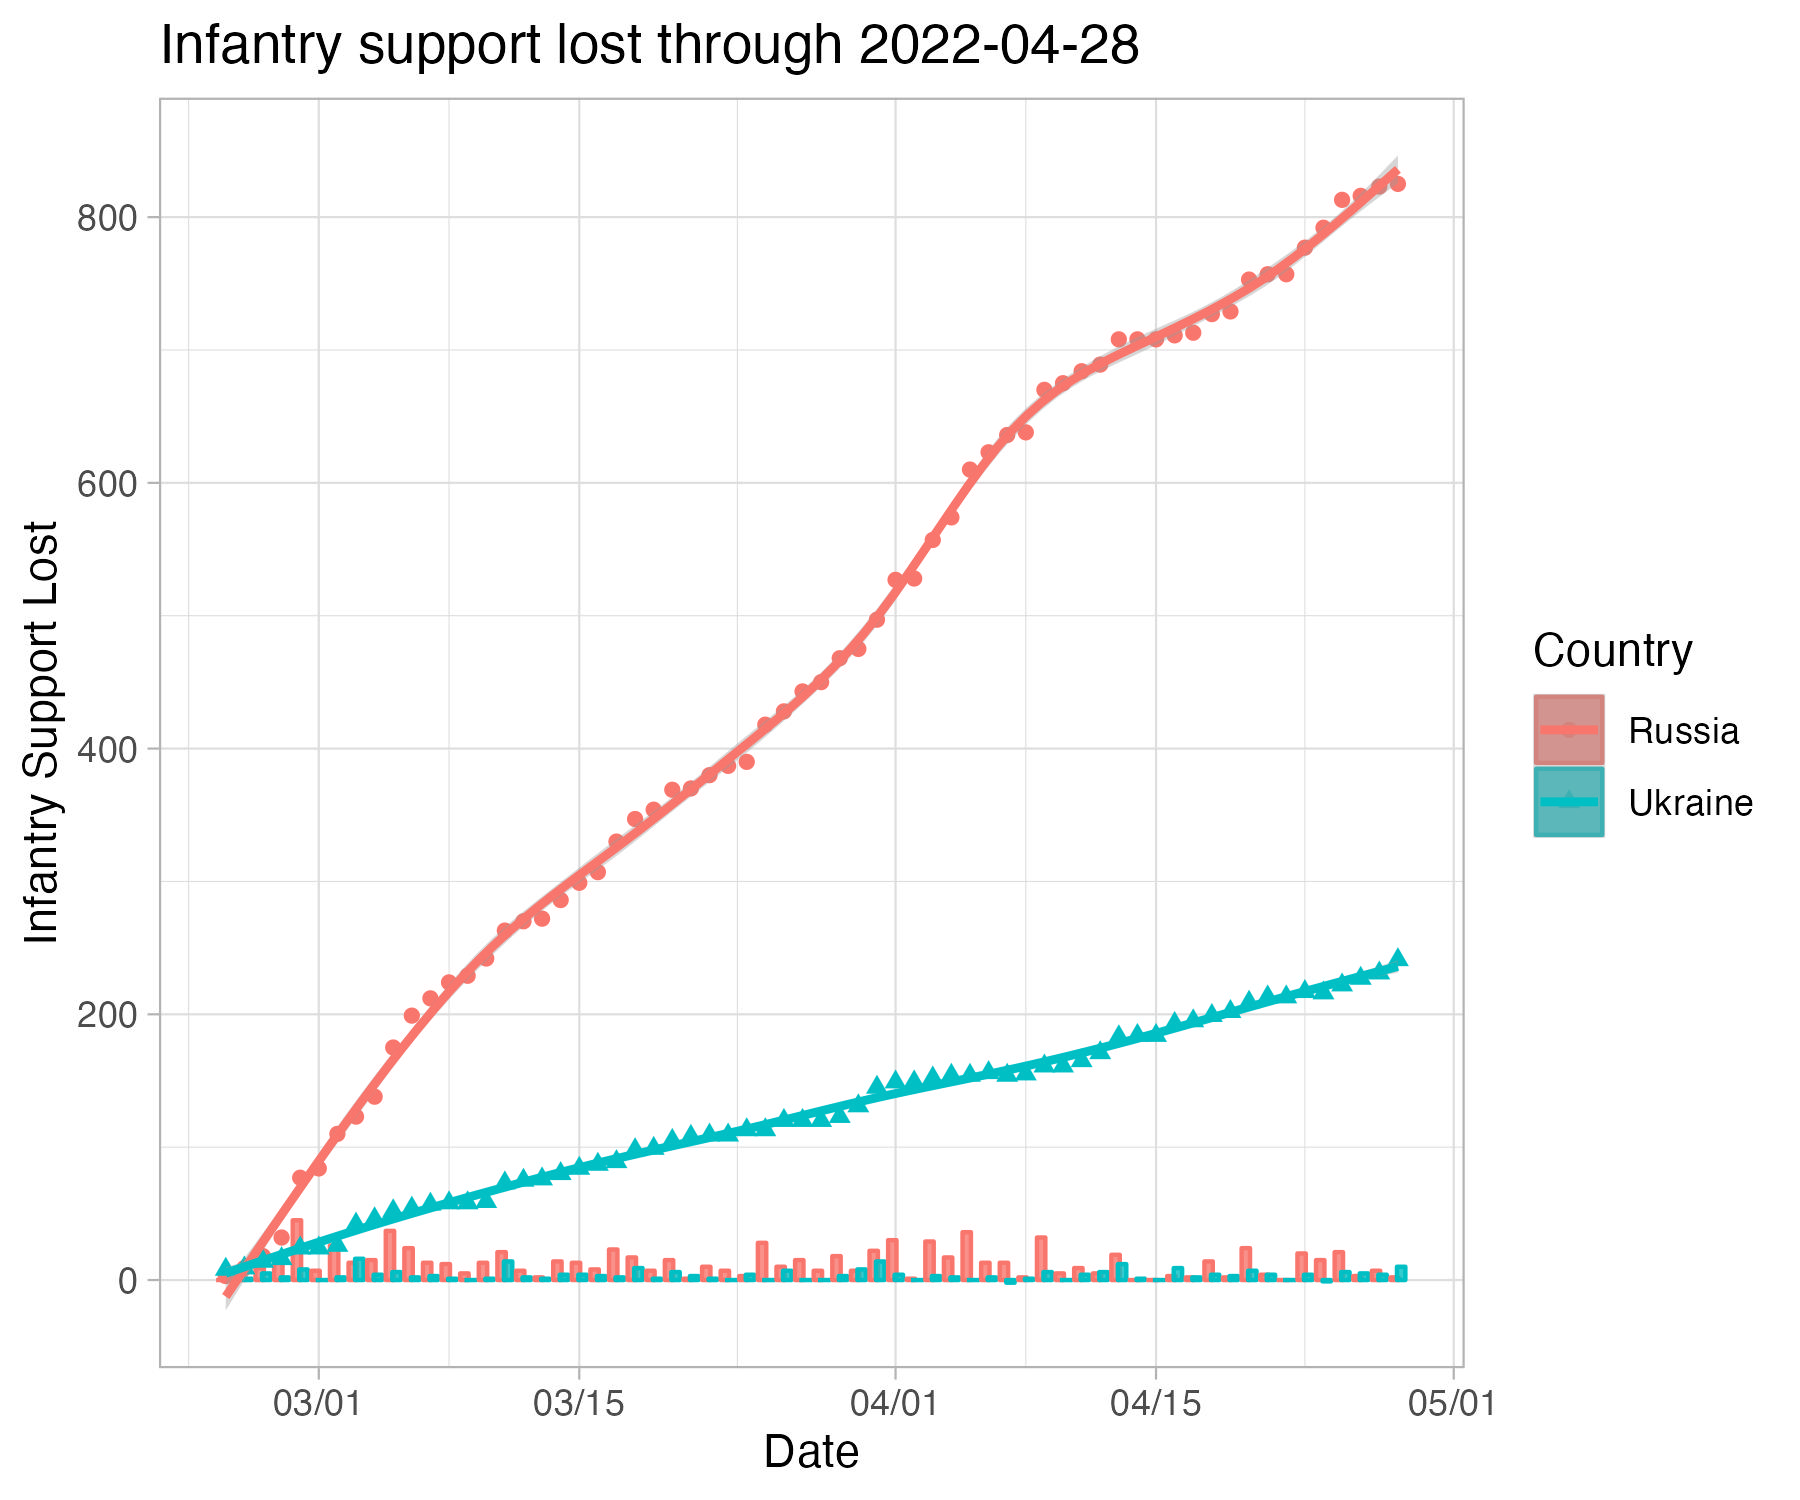 Infantry support lost through 2022-04-28
Infantry Support Lost
800
600
400
200
0
03/01
03/15
04/01
04/15
05/01
Date
Country
Russia
Ukraine